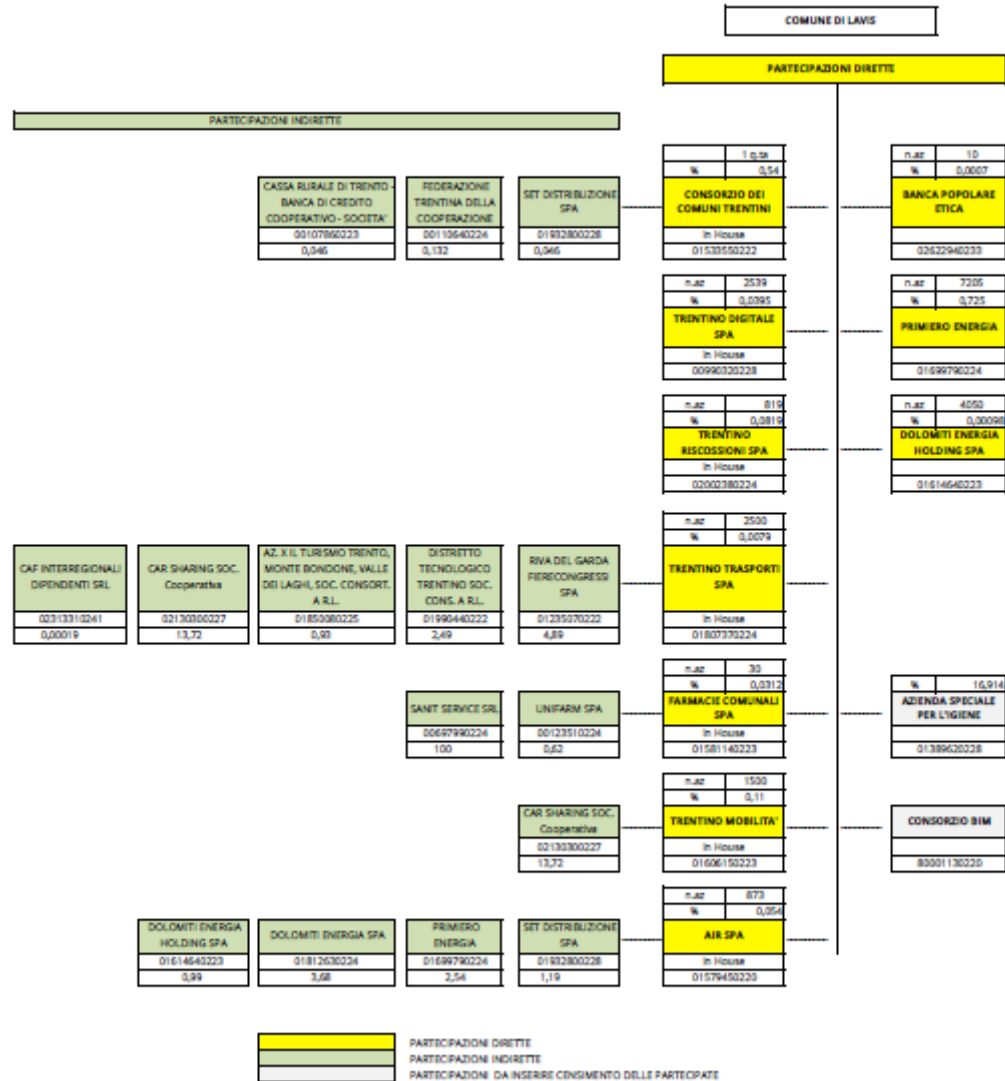 COMUNE DI LAVIS
PARTECIPAZIONI DIRETTE
PARTECIPAZIONI INDIRETTE
1 q.ta
% 0,54
n.az 10
% 0,0007
CASSA RURALE DI TRENTO -
BANCA DI CREDITO
COOPERATIVO - SOCIETA'
00107860223
0,046
FEDERAZIONE
TRENTINA DELLA
COOPERAZIONE
00110640224
0,132
SET DISTRIBUZIONE
SPA
01932800228
0,046
CONSORZIO DEI
COMUNI TRENTINI
In House
01533550222
BANCA POPOLARE
ETICA
02622940233
n.az 2539
% 0,0395
TRENTINO DIGITALE
SPA
In House
00990320228
n.az 7205
% 0,725
PRIMIERO ENERGIA
01699790224
n.az 819
% 0,0819
TRENTINO
RISCOSSIONI SPA
In House
02002380224
n.az 4050
% 0,00098
DOLOMITI ENERGIA
HOLDING SPA
01614640223
n.az 2500
% 0,0079
CAF INTERREGIONALI
DIPENDENTI SRL
02313310241
0,00019
CAR SHARING SOC.
Cooperativa
02130300227
13,72
AZ. X IL TURISMO TRENTO,
MONTE BONDONE, VALLE
DEI LAGHI, SOC. CONSORT.
A R.L.
01850080225
0,93
DISTRETTO
TECNOLOGICO
TRENTINO SOC.
CONS. A R.L.
01990440222
2,49
RIVA DEL GARDA
FIERECONGRESSI
SPA
01235070222
4,89
TRENTINO TRASPORTI
SPA
In House
01807370224
n.az 30
% 0,0312
SANIT SERVICE SRL
00697990224
100
UNIFARM SPA
00123510224
0,62
FARMACIE COMUNALI
SPA
In House
01581140223
% 16,914
AZIENDA SPECIALE
PER L'IGIENE
01389620228
n.az 1500
% 0,11
CAR SHARING SOC.
Cooperativa
02130300227
13,72
TRENTINO MOBILITA'
In House
01606150223
CONSORZIO BIM
80001130220
n.az 873
% 0,054
DOLOMITI ENERGIA
HOLDING SPA
01614640223
0,99
DOLOMITI ENERGIA SPA
01812630224
3,68
PRIMIERO
ENERGIA
01699790224
2,54
SET DISTRIBUZIONE
SPA
01932800228
1,19
AIR SPA
In House
01579450220
PARTECIPAZIONI DIRETTE
PARTECIPAZIONI INDIRETTE
PARTECIPAZIONI DA INSERIRE CENSIMENTO DELLE PARTECIPATE